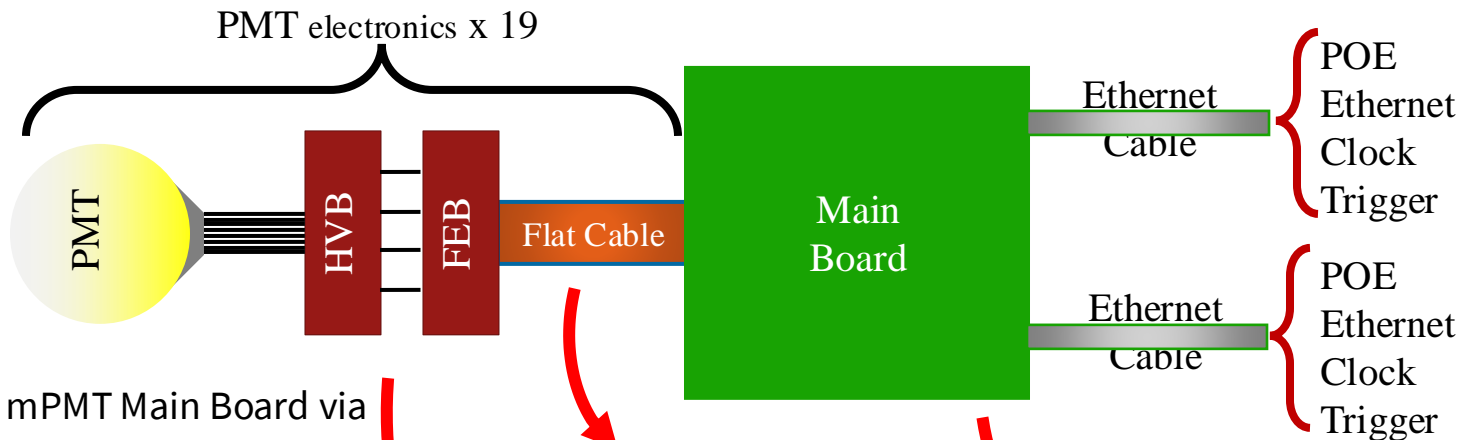 PMT electronics x 19
PMT
HVB
FEB
Flat Cable
Main
Board
Ethernet
Cable
POE
Ethernet
Clock
Trigger
Ethernet
Cable
POE
Ethernet
Clock
Trigger
mPMT Main Board via